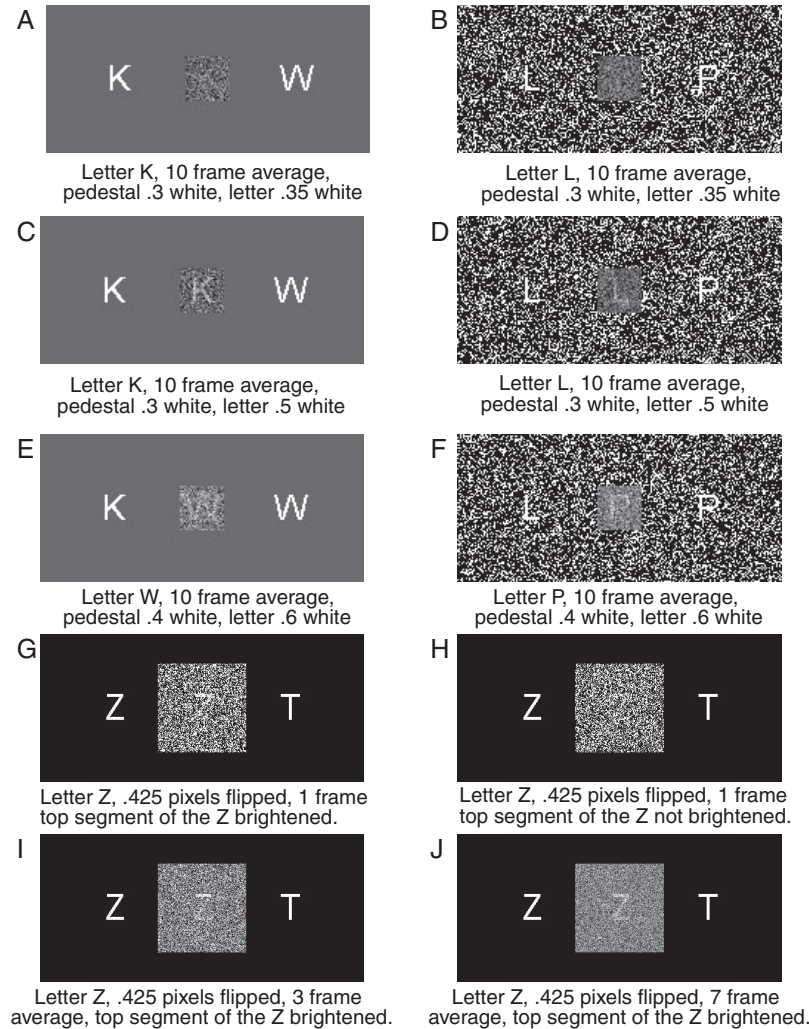 A
K W
Letter K, 10 frame average,
pedestal .3 white, letter .35 white
B
L P
Letter L, 10 frame average,
pedestal .3 white, letter .35 white
C
K K W
Letter K, 10 frame average,
pedestal .3 white, letter .5 white
D
L L P
Letter L, 10 frame average,
pedestal .3 white, letter .5 white
E
K W W
Letter W, 10 frame average,
pedestal .4 white, letter .6 white
F
L P P
Letter P, 10 frame average,
pedestal .4 white, letter .6 white
G
Z Z T
Letter Z, .425 pixels flipped, 1 frame
top segment of the Z brightened.
H
Z T
Letter Z, .425 pixels flipped, 1 frame
top segment of the Z not brightened.
I
Z Z T
Letter Z, .425 pixels flipped, 3 frame
average, top segment of the Z brightened.
J
Z Z T
Letter Z, .425 pixels flipped, 7 frame
average, top segment of the Z brightened.